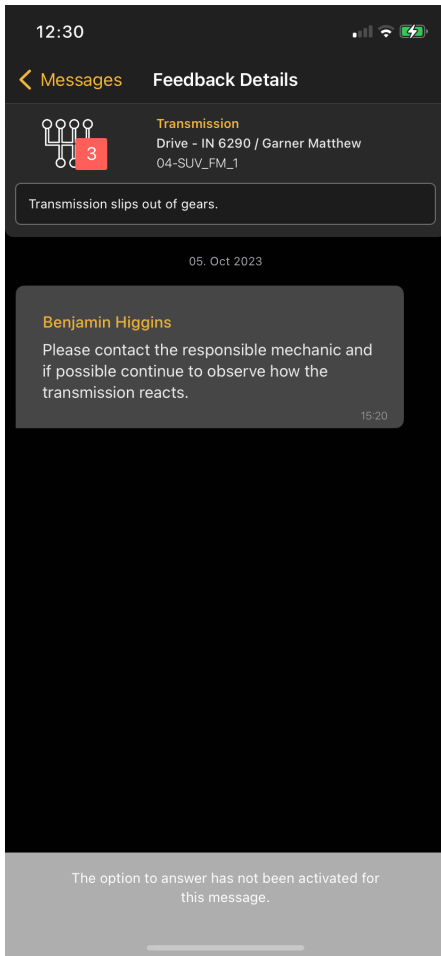 12:30
Messages
Feedback Details
Transmission
Drive - IN 6290 / Garner Matthew
3
04-SUV_FM_1
Transmission slips out of gears.
05. Oct 2023
Benjamin Higgins
Please contact the responsible mechanic and
if possible continue to observe how the
transmission reacts.
15:20
The option to answer has not been activated for
this message.